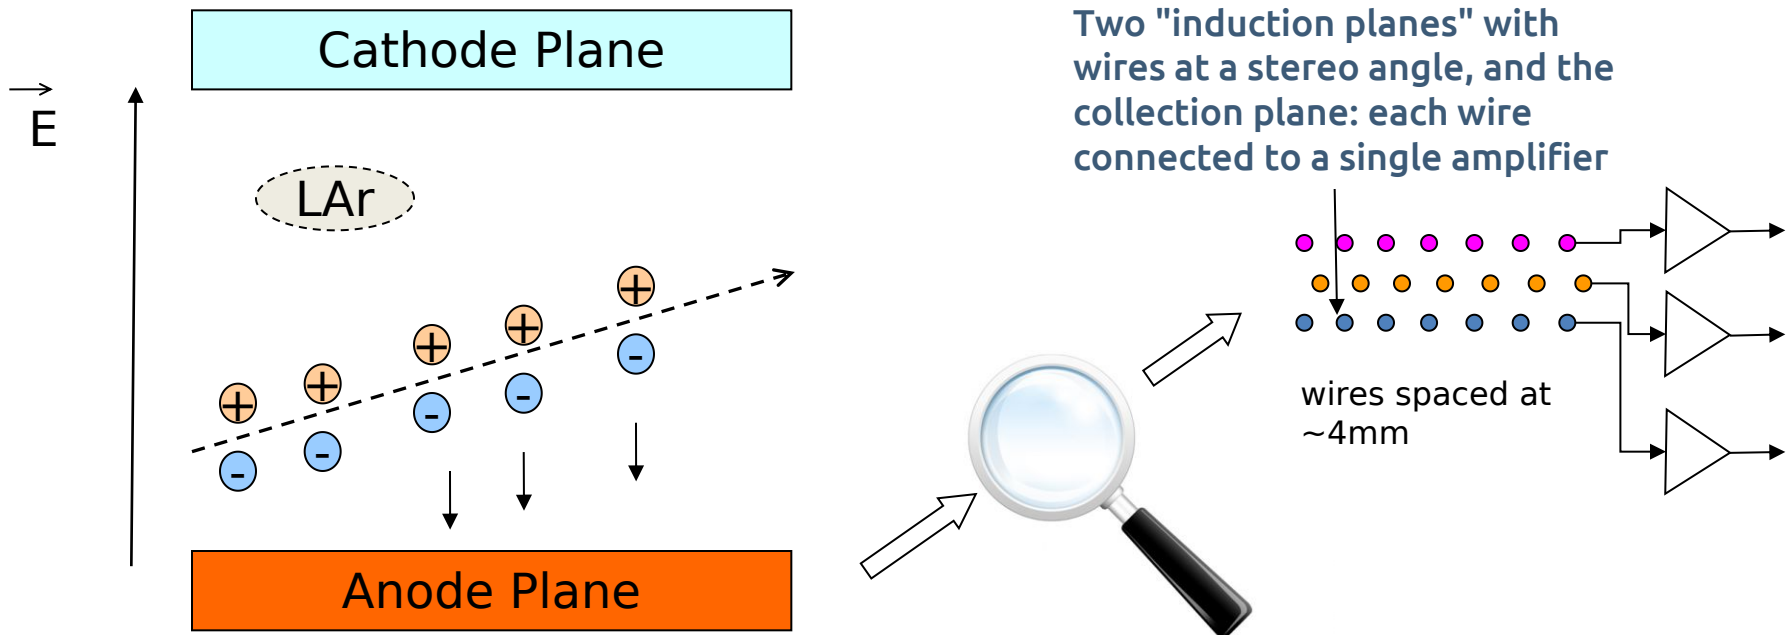 Cathode Plane
E
LAr
+
+
+
+
+
-
-
-
-
-
Anode Plane
Two "induction planes" with
wires at a stereo angle, and the
collection plane: each wire
connected to a single amplifier
wires spaced at
~4mm